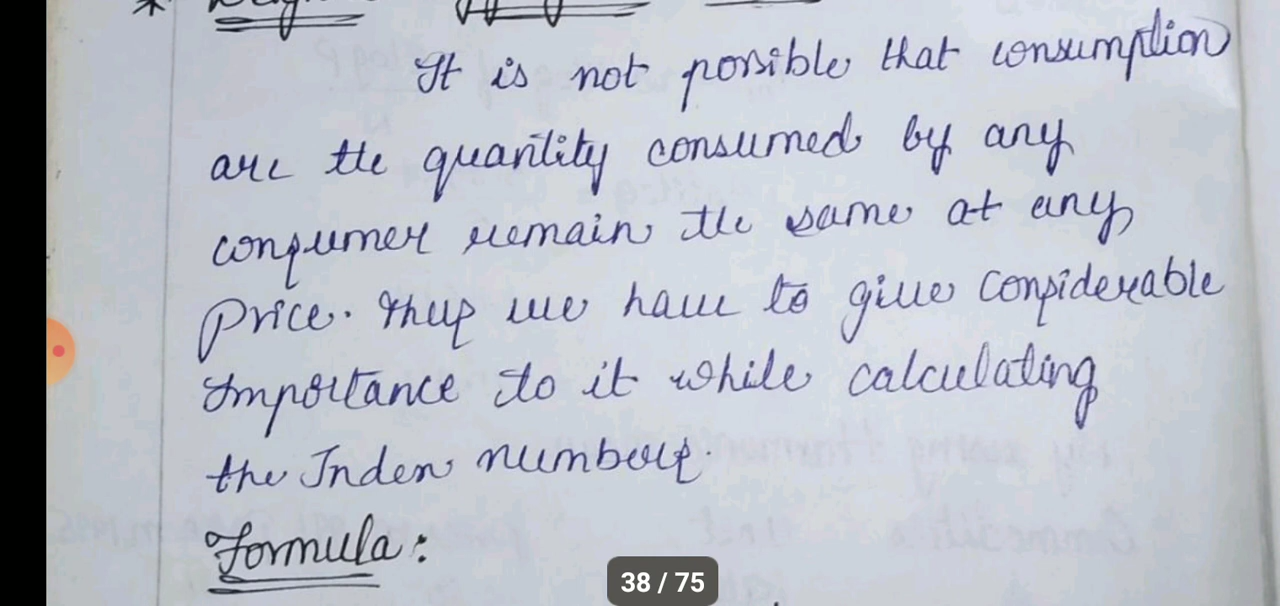 It is not possible that consumption
are the quantity consumed by any
consumer remain the same at any
Price. Thus we have to give considerable
Importance to it while calculating
the Index numbers.
Formula:
38 / 75